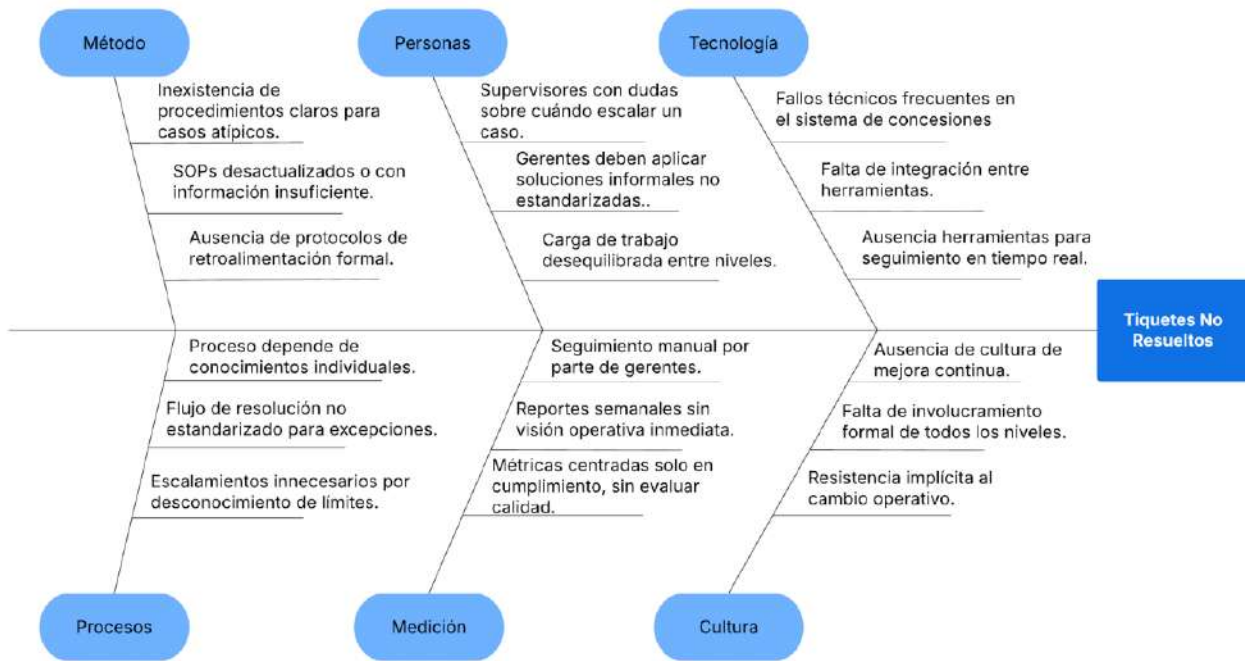 Método
Personas
Tecnología
Inexistencia de
procedimientos claros para
casos atípicos.
SOPs desactualizados o con
información insuficiente.
Ausencia de protocolos de
retroalimentación formal.
Supervisores con dudas
sobre cuándo escalar un
caso.
Gerentes deben aplicar
soluciones informales no
estandarizadas..
Carga de trabajo
desequilibrada entre niveles.
Fallos técnicos frecuentes en
el sistema de concesiones
Falta de integración entre
herramientas.
Ausencia herramientas para
seguimiento en tiempo real.
Tiquetes No
Resueltos
Proceso depende de
conocimientos individuales.
Flujo de resolución no
estandarizado para excepciones.
Escalamientos innecesarios por
desconocimiento de límites.
Seguimiento manual por
parte de gerentes.
Reportes semanales sin
visión operativa inmediata.
Métricas centradas solo en
cumplimiento, sin evaluar
calidad.
Ausencia de cultura de
mejora continua.
Falta de involucramiento
formal de todos los niveles.
Resistencia implícita al
cambio operativo.
Procesos
Medición
Cultura